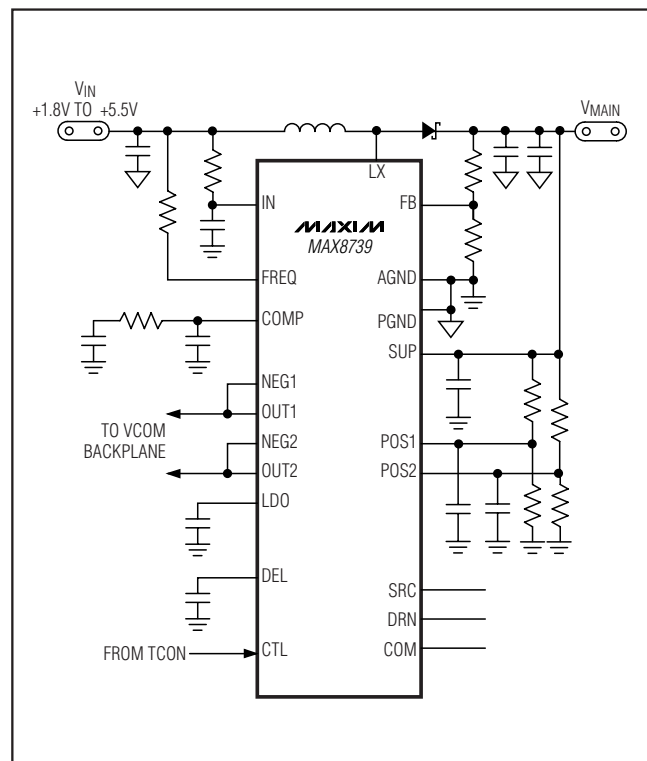 VIN
+1.8V TO +5.5V
VMAIN
LX
IN
FB
MAXIM
MAX8739
FREQ
AGND
COMP
PGND
SUP
NEG1
OUT1
TO VCOM
BACKPLANE
NEG2
OUT2
POS1
POS2
LDO
DEL
SRC
DRN
COM
FROM TCON
CTL